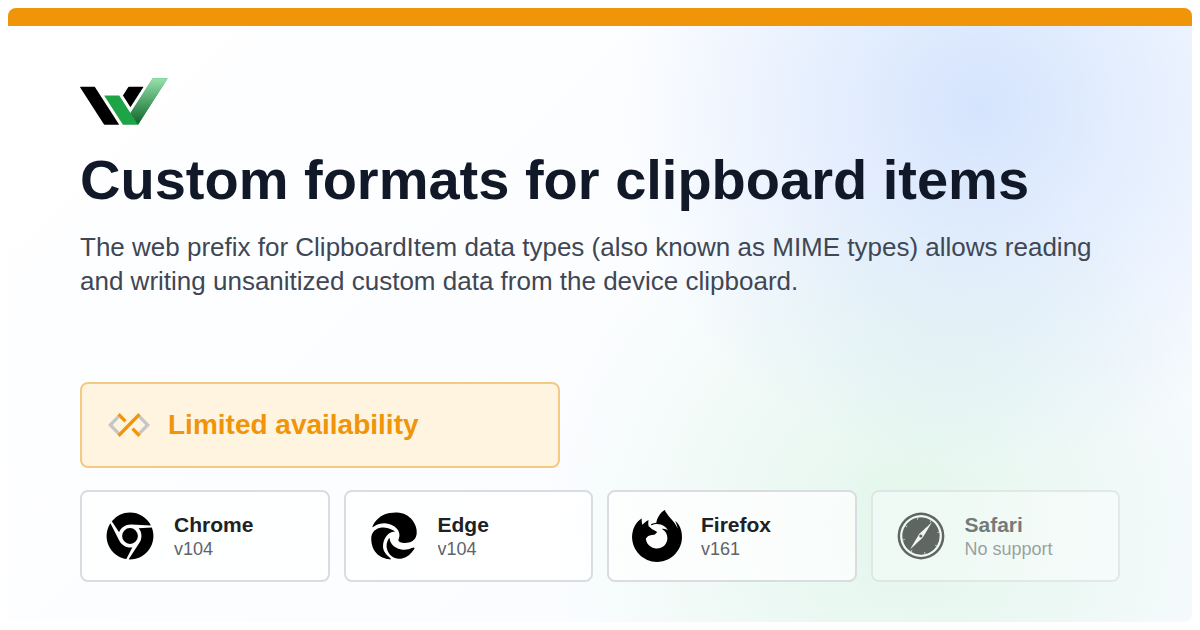 Custom formats for clipboard items
The web prefix for ClipboardItem data types (also known as MIME types) allows reading
and writing unsanitized custom data from the device clipboard.
Limited availability
Chrome
v104
Edge
v104
Firefox
v161
Safari
No support